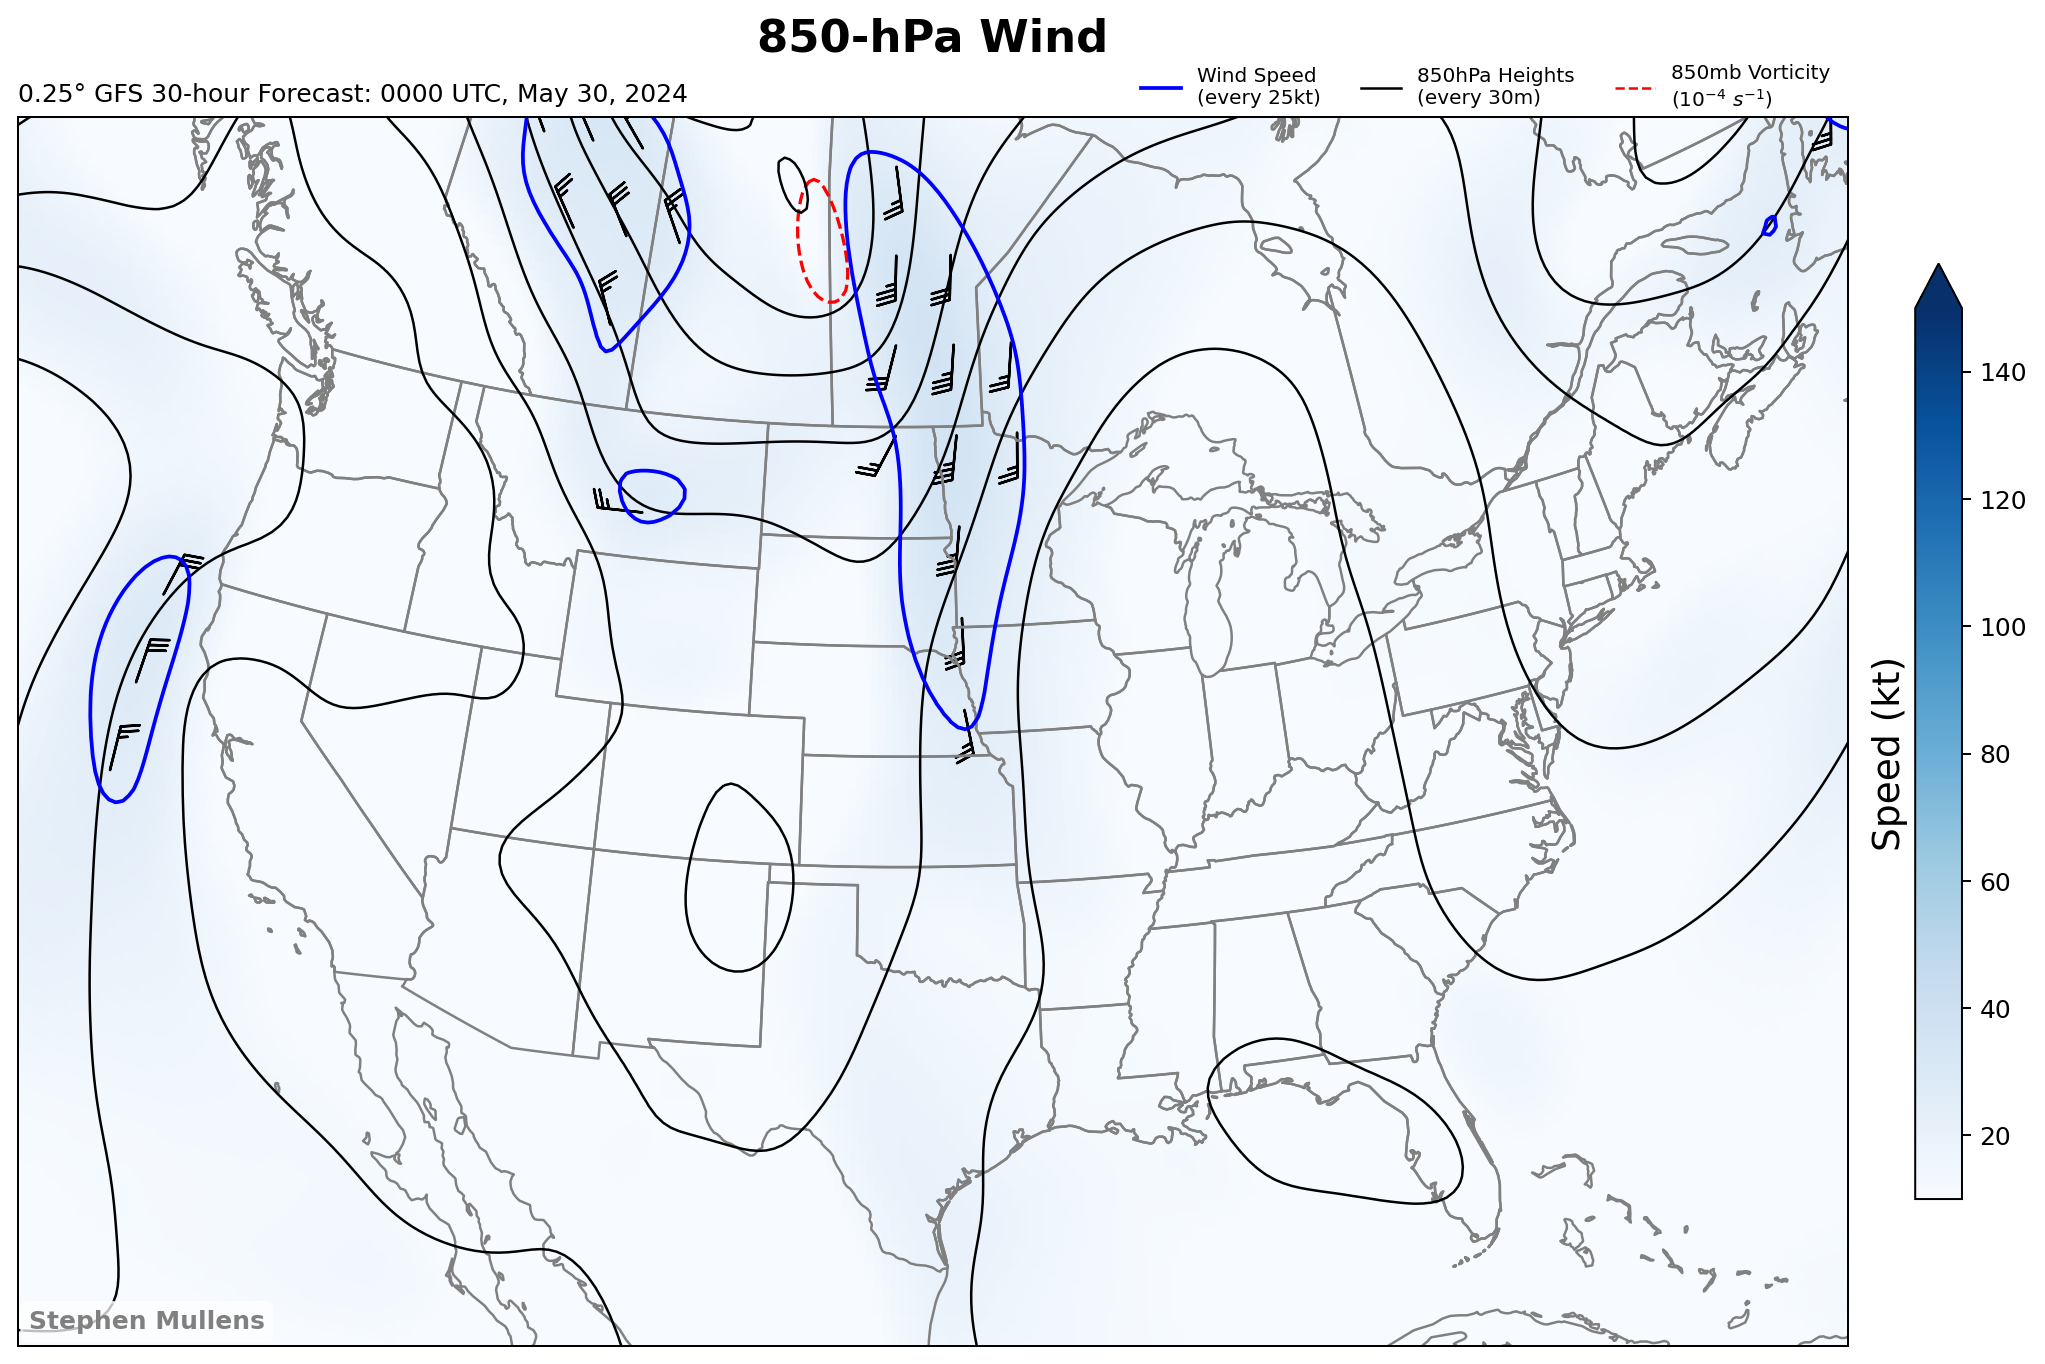 850-hPa Wind
0.25° GFS 30-hour Forecast: 0000 UTC, May 30, 2024
Wind Speed
(every 25kt)
850hPa Heights
(every 30m)
850mb Vorticity
(10⁻⁴ s⁻¹)
140
120
100
80
60
40
20
Speed (kt)
Stephen Mullens